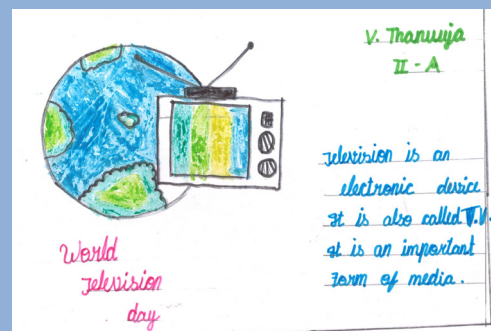 V. Thanuuja
II - A
Television is an
electronic device
It is also called T.V.
It is an important
Form of media.
World
Television
day